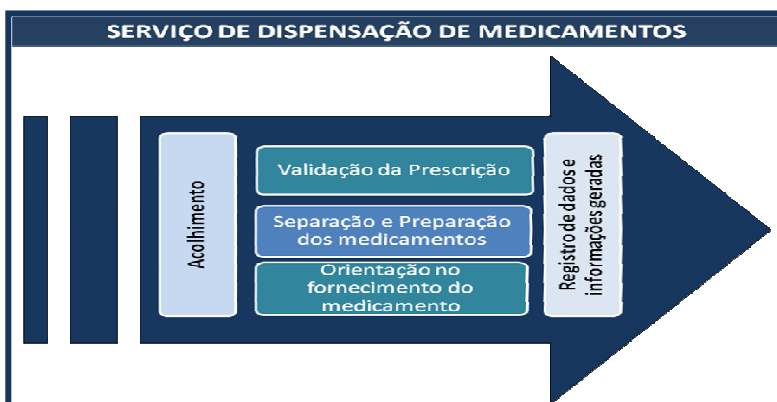 SERVIÇO DE DISPENSAÇÃO DE MEDICAMENTOS
Acolhimento
Validação da Prescrição
Separação e Preparação
dos medicamentos
Orientação no
fornecimento do
medicamento
Registro de dados e
informações geradas